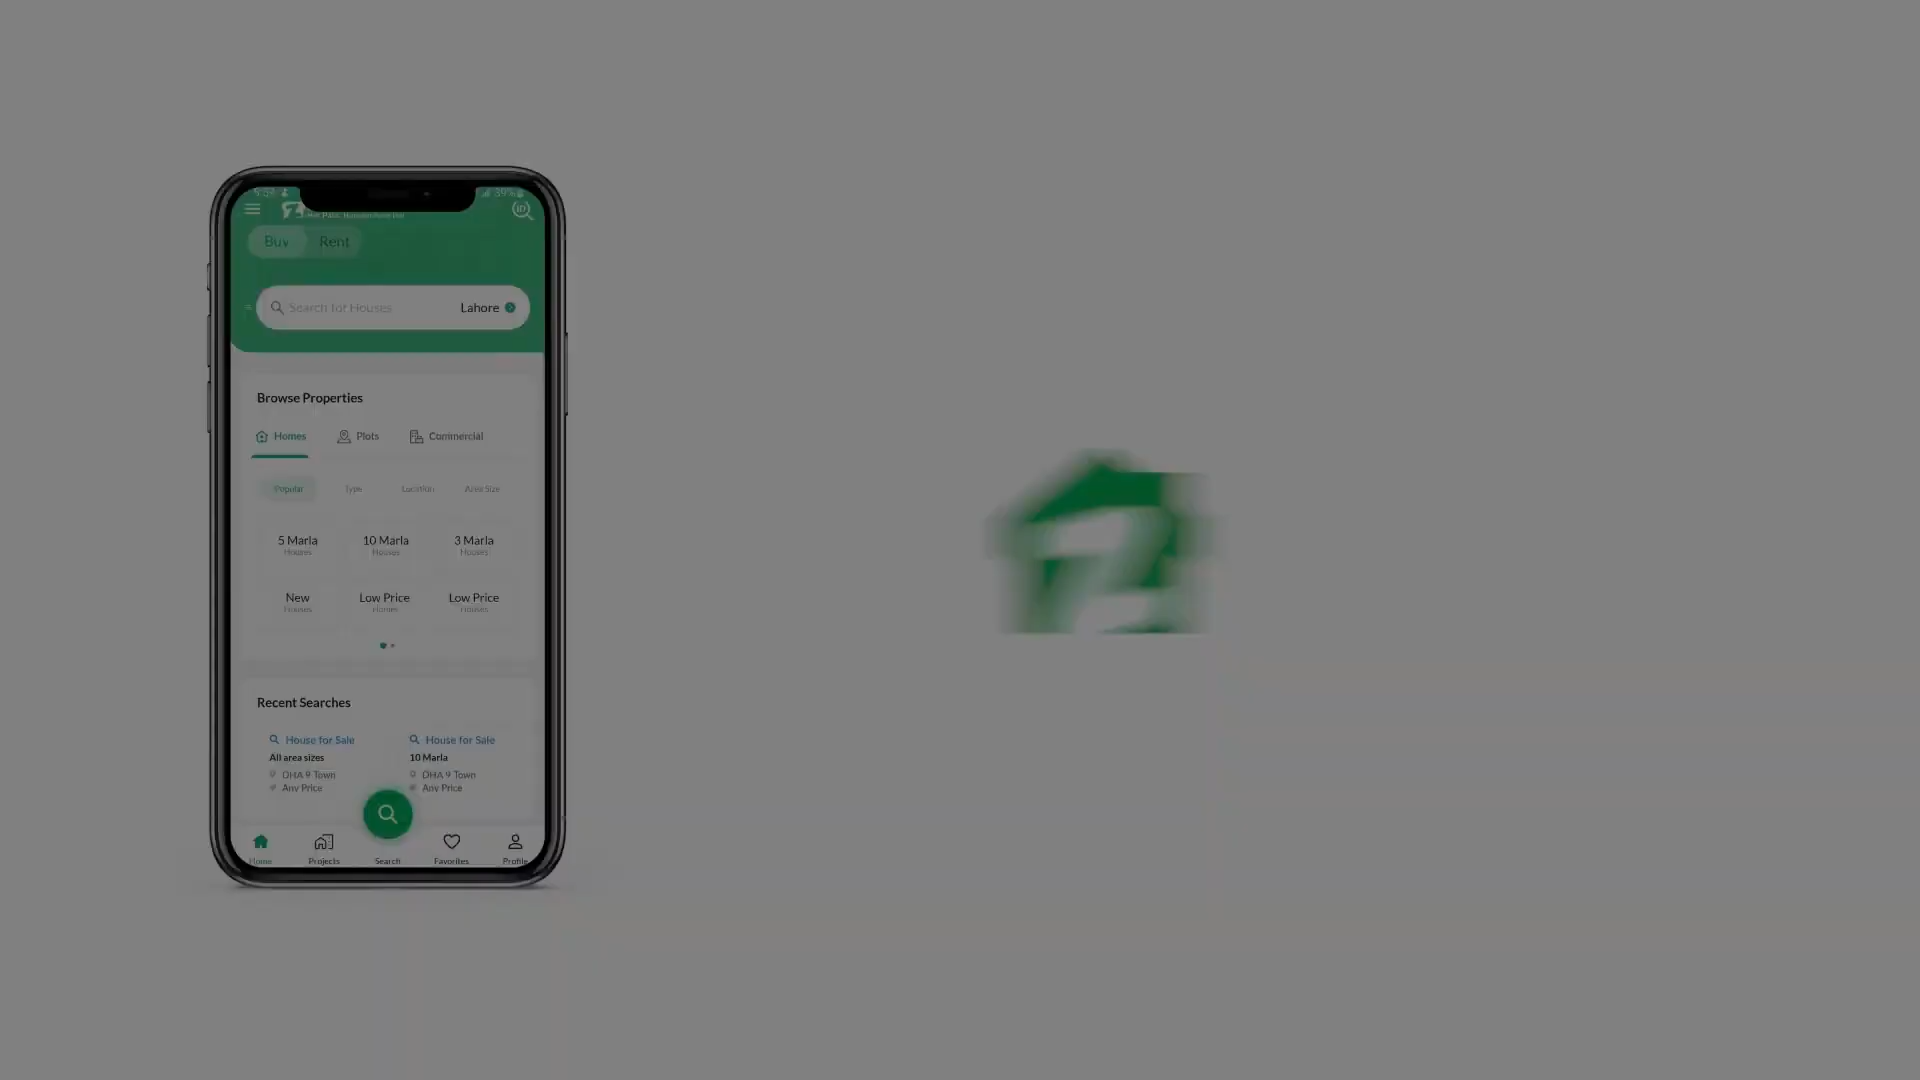 Buy Rent
Search for Houses Lahore
Browse Properties
Homes Plots Commercial
Popular Type Location Area Size
5 Marla 10 Marla 3 Marla
Houses Houses Houses
New Low Price Low Price
Houses Homes Houses
Recent Searches
House for Sale House for Sale
All area sizes 10 Marla
DHA 9 Town DHA 9 Town
Any Price Any Price
Home Projects Search Favorites Profile